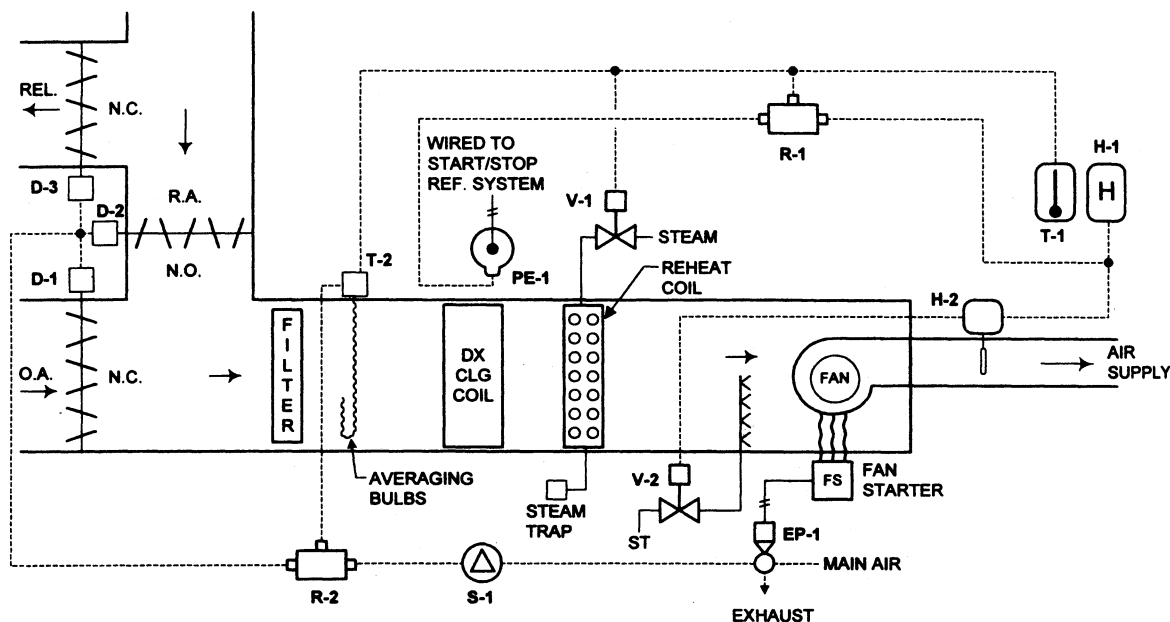 REL.
N.C.
D-3
D-2
R.A.
N.O.
D-1
O.A.
N.C.
FILTER
T-2
AVERAGING
BULBS
WIRED TO
START/STOP
REF. SYSTEM
PE-1
DX
CLG
COIL
V-1
STEAM
REHEAT
COIL
STEAM
TRAP
R-1
H-1
H
T-1
H-2
AIR
SUPPLY
FAN
FS
FAN
STARTER
V-2
ST
EP-1
MAIN AIR
EXHAUST
S-1
R-2